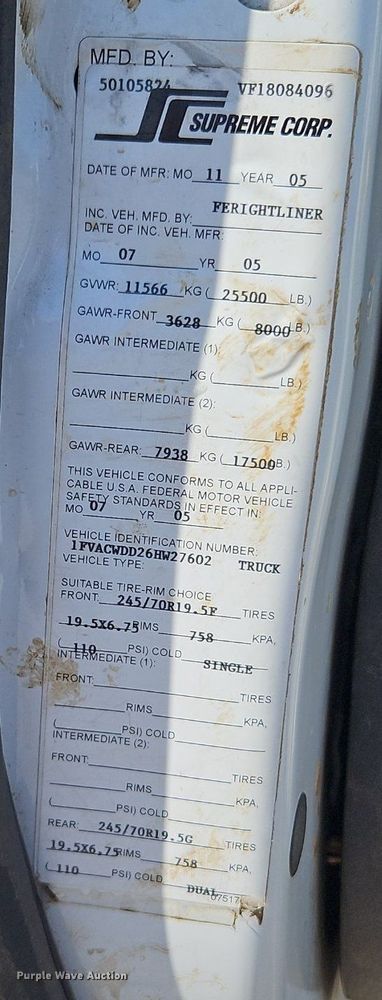 MFD. BY:
50105824 VF18084096
SUPREME CORP.
DATE OF MFR: MO 11 YEAR 05
INC. VEH. MFD. BY: FERIGHTLINER
DATE OF INC. VEH. MFR:
MO 07 YR 05
GVWR: 11566 KG ( 25500 LB.)
GAWR-FRONT 3628 KG ( 8000 LB.)
GAWR INTERMEDIATE (1):
KG ( LB.)
GAWR INTERMEDIATE (2):
KG ( LB.)
GAWR-REAR: 7938 KG ( 17500 B.)
THIS VEHICLE CONFORMS TO ALL APPLI-
CABLE U.S.A. FEDERAL MOTOR VEHICLE
SAFETY STANDARDS IN EFFECT IN:
MO 07 YR 05
VEHICLE IDENTIFICATION NUMBER:
1FVACWDD26HW27602 TRUCK
VEHICLE TYPE:
SUITABLE TIRE-RIM CHOICE
FRONT: 245/70R19.5F TIRES
19.5X6.75 RIMS 758 KPA,
( 110 PSI) COLD SINGLE
INTERMEDIATE (1):
FRONT: TIRES
RIMS KPA,
( PSI) COLD
INTERMEDIATE (2):
FRONT: TIRES
RIMS KPA,
( PSI) COLD
REAR: 245/70R19.5G TIRES
19.5X6.75 RIMS 758 KPA,
( 110 PSI) COLD DUAL
07517
Purple Wave Auction